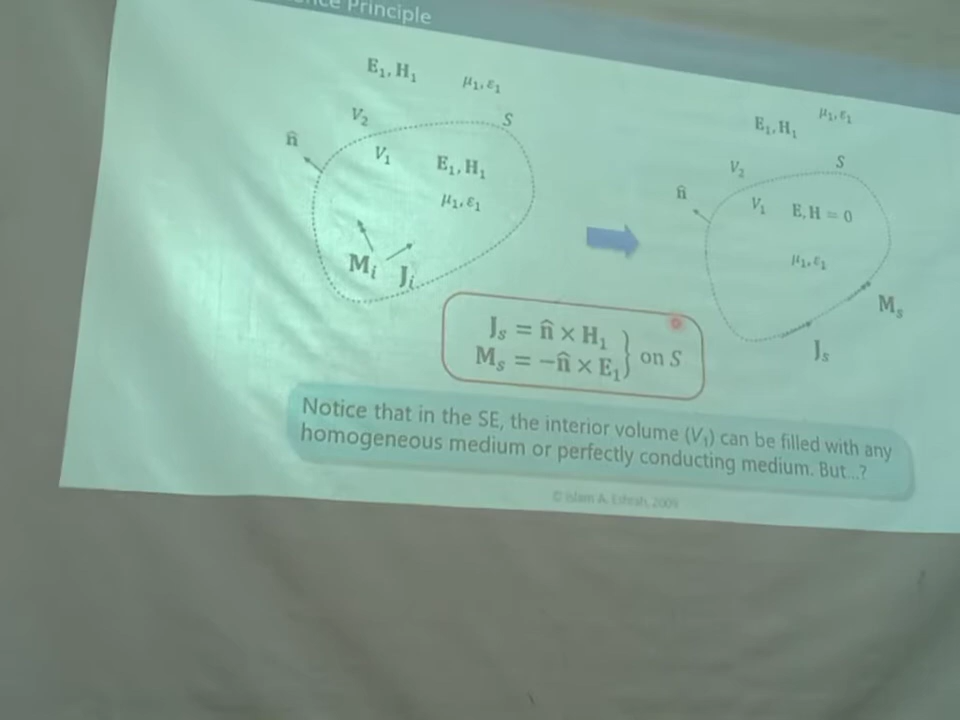 Principle
E₁, H₁
μ₁, ε₁
V₂
S
n̂
V₁
E₁, H₁
μ₁, ε₁
Mᵢ
Jᵢ
μ₁, ε₁
E₁, H₁
V₂
S
n̂
V₁
E, H = 0
μ₁, ε₁
Mₛ
Jₛ
Jₛ = n̂ × H₁
Mₛ = −n̂ × E₁
} on S
Notice that in the SE, the interior volume (V₁) can be filled with any
homogeneous medium or perfectly conducting medium. But...?
© Islam A. Eshrah, 2009